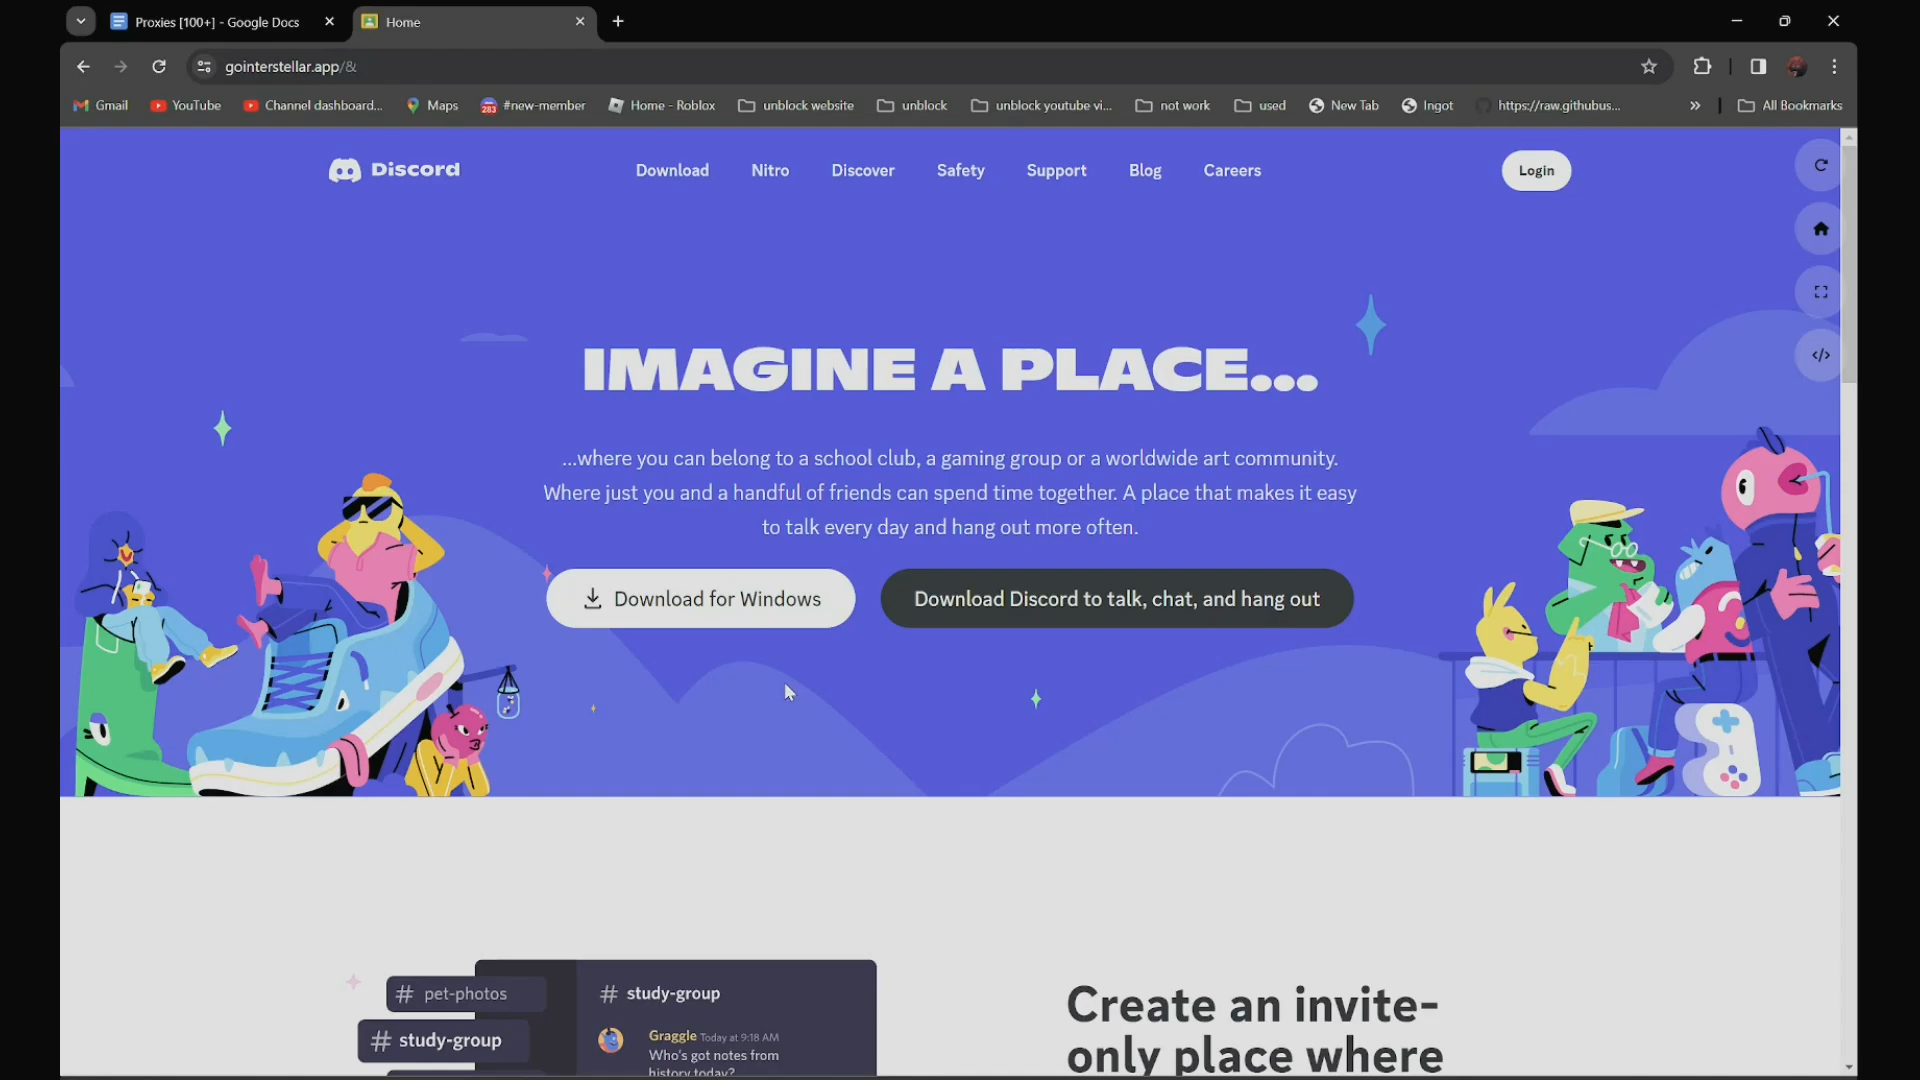 Proxies [100+] - Google Docs
Home
gointerstellar.app/&
Gmail
YouTube
Channel dashboard...
Maps
283
#new-member
Home - Roblox
unblock website
unblock
unblock youtube vi...
not work
used
New Tab
Ingot
https://raw.githubus...
»
All Bookmarks
Discord
Download
Nitro
Discover
Safety
Support
Blog
Careers
Login
</>
IMAGINE A PLACE...
...where you can belong to a school club, a gaming group or a worldwide art community.
Where just you and a handful of friends can spend time together. A place that makes it easy
to talk every day and hang out more often.
Download for Windows
Download Discord to talk, chat, and hang out
# pet-photos
# study-group
# study-group
Graggle Today at 9:18 AM
Who's got notes from
history today?
Create an invite-
only place where